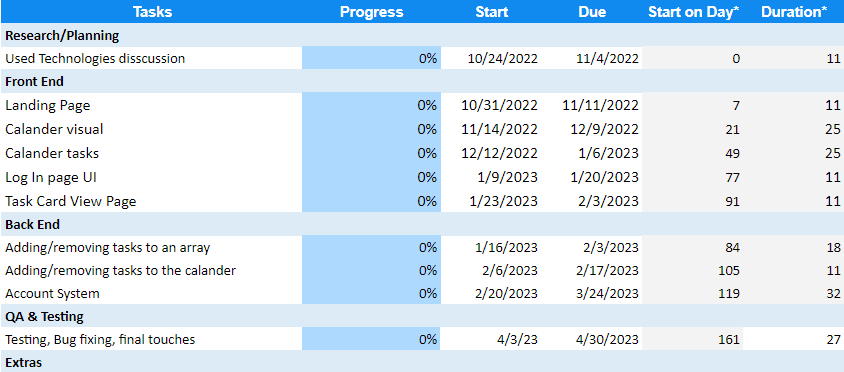 Tasks Progress Start Due Start on Day* Duration*
Research/Planning
Used Technologies disscussion 0% 10/24/2022 11/4/2022 0 11
Front End
Landing Page 0% 10/31/2022 11/11/2022 7 11
Calander visual 0% 11/14/2022 12/9/2022 21 25
Calander tasks 0% 12/12/2022 1/6/2023 49 25
Log In page UI 0% 1/9/2023 1/20/2023 77 11
Task Card View Page 0% 1/23/2023 2/3/2023 91 11
Back End
Adding/removing tasks to an array 0% 1/16/2023 2/3/2023 84 18
Adding/removing tasks to the calander 0% 2/6/2023 2/17/2023 105 11
Account System 0% 2/20/2023 3/24/2023 119 32
QA & Testing
Testing, Bug fixing, final touches 0% 4/3/23 4/30/2023 161 27
Extras